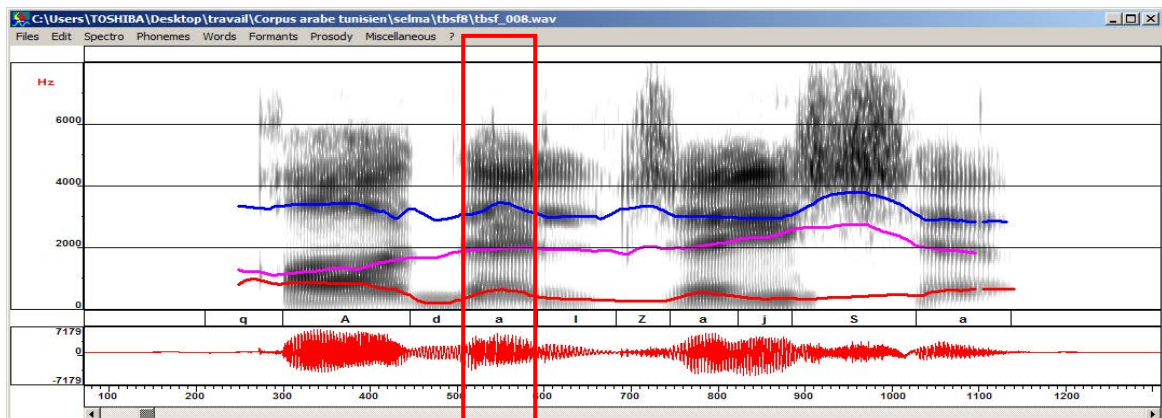 C:\Users\TOSHIBA\Desktop\travail\Corpus arabe tunisien\selma\tbsf8\tbsf_008.wav
Files Edit Spectro Phonemes Words Formants Prosody Miscellaneous ?
Hz
6000
4000
2000
0
q A d a l Z a j S a
7179
0
-7179
100 200 300 400 500 600 700 800 900 1000 1100 1200